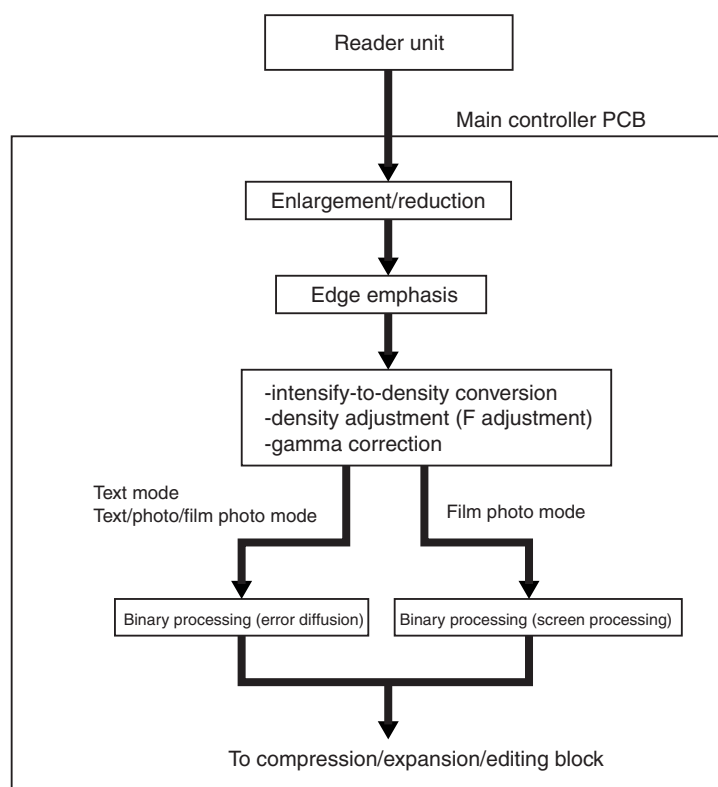 Reader unit
Main controller PCB
Enlargement/reduction
Edge emphasis
-intensify-to-density conversion
-density adjustment (F adjustment)
-gamma correction
Text mode
Text/photo/film photo mode
Film photo mode
Binary processing (error diffusion)
Binary processing (screen processing)
To compression/expansion/editing block